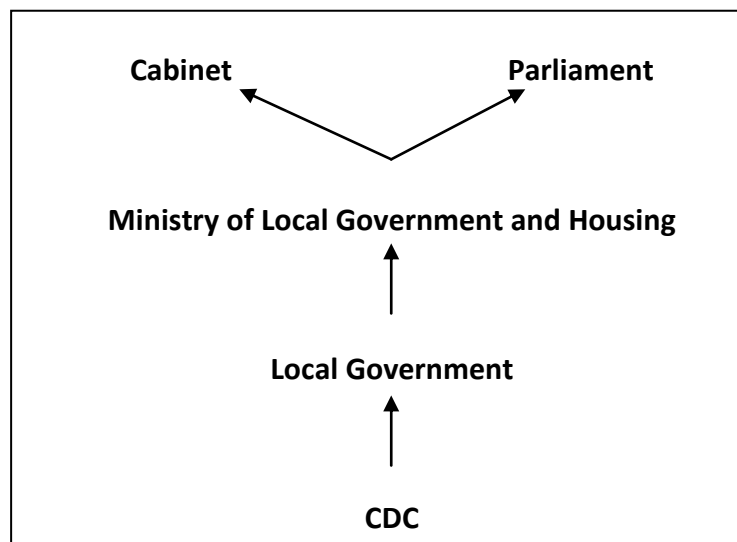 Cabinet Parliament
Ministry of Local Government and Housing
Local Government
CDC